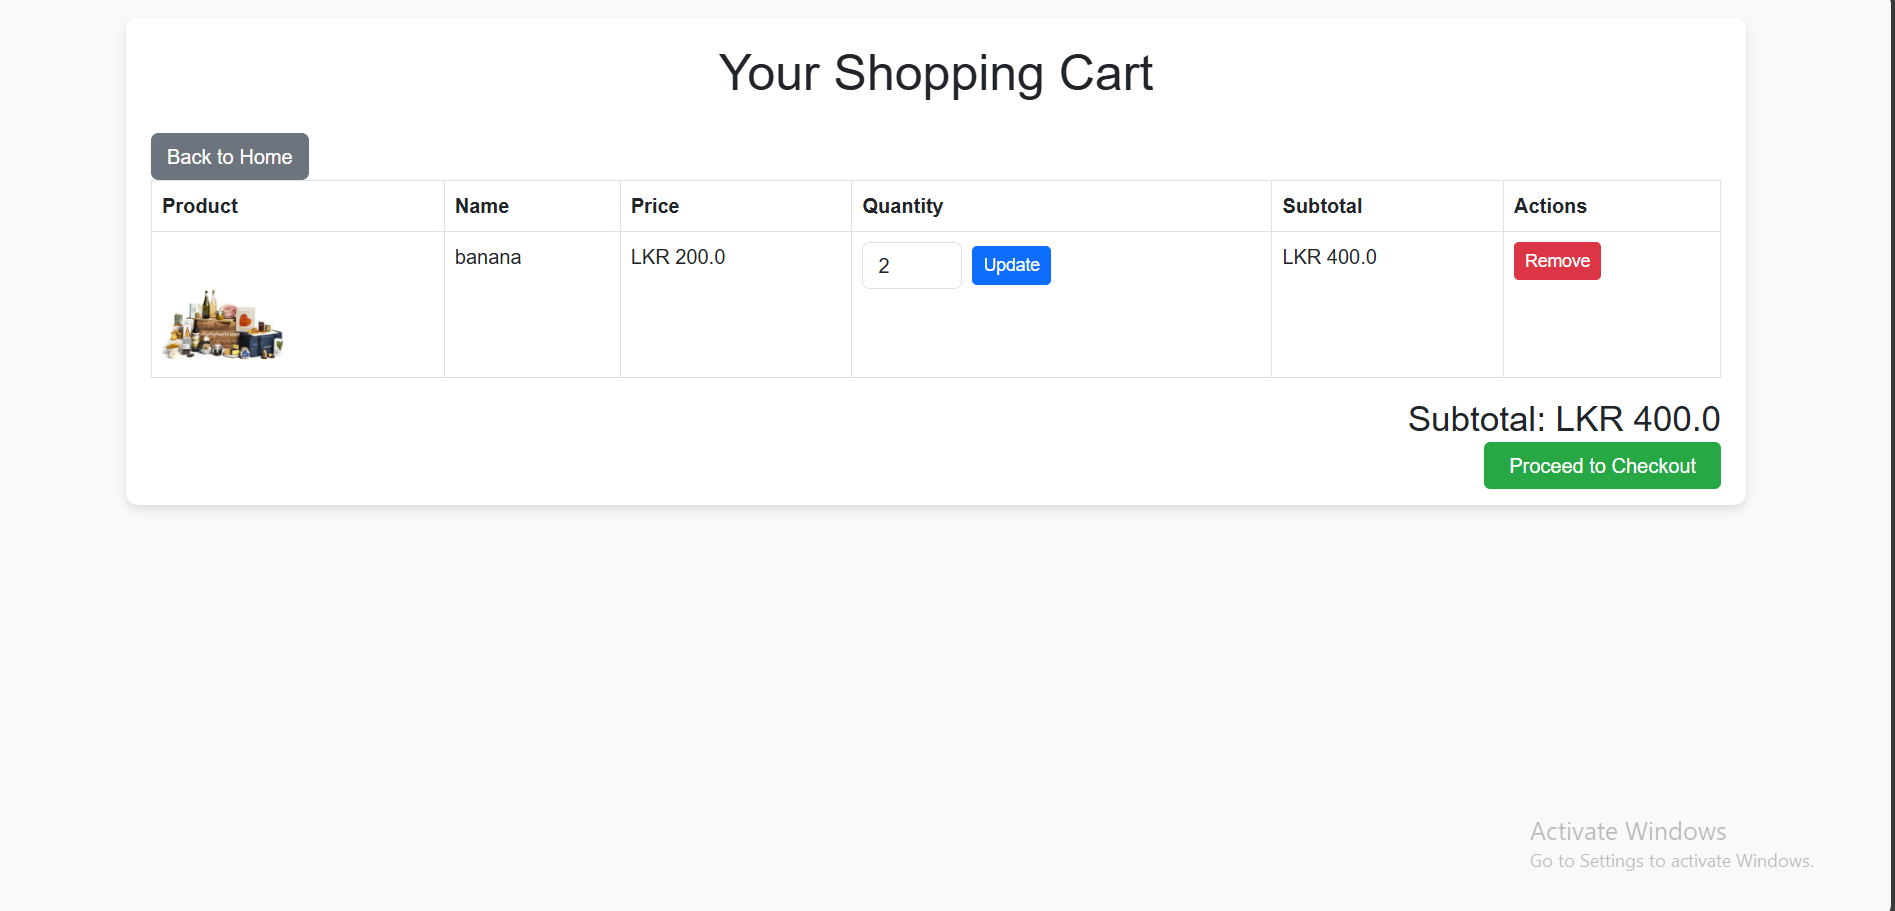 Your Shopping Cart
Back to Home
Product Name Price Quantity Subtotal Actions
banana LKR 200.0 2 Update LKR 400.0 Remove
Subtotal: LKR 400.0
Proceed to Checkout
Activate Windows
Go to Settings to activate Windows.